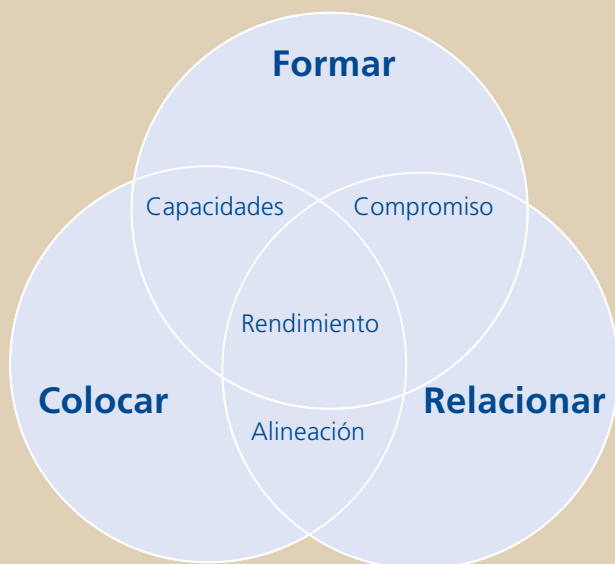 Formar
Capacidades
Compromiso
Rendimiento
Colocar
Relacionar
Alineación